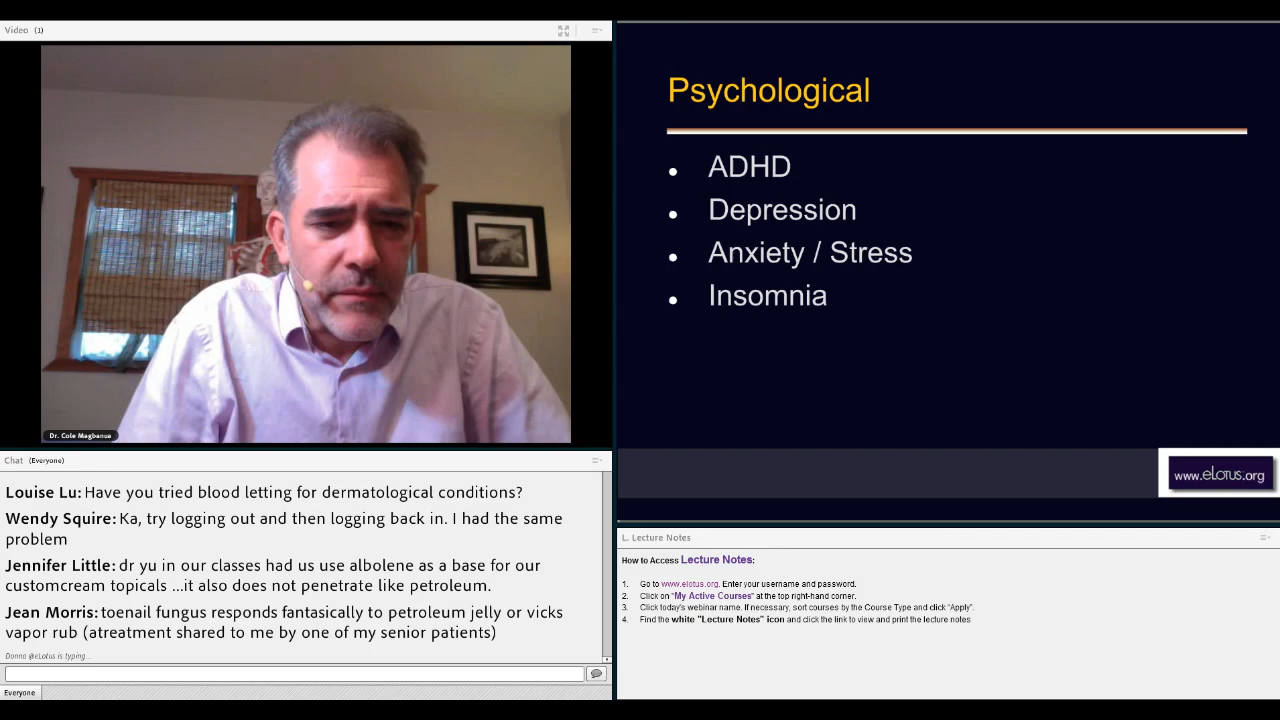 Video (1)
Dr. Cole Magbanua
Chat (Everyone)
Louise Lu: Have you tried blood letting for dermatological conditions?
Wendy Squire: Ka, try logging out and then logging back in. I had the same
problem
Jennifer Little: dr yu in our classes had us use albolene as a base for our
customcream topicals ...it also does not penetrate like petroleum.
Jean Morris: toenail fungus responds fantastically to petroleum jelly or vicks
vapor rub (atreatment shared to me by one of my senior patients)
Donna @eLotus is typing...
Everyone
Psychological
• ADHD
• Depression
• Anxiety / Stress
• Insomnia
www.eLotus.org
L. Lecture Notes
How to Access Lecture Notes:
1. Go to www.elotus.org. Enter your username and password.
2. Click on "My Active Courses" at the top right-hand corner.
3. Click today's webinar name. If necessary, sort courses by the Course Type and click "Apply".
4. Find the white "Lecture Notes" icon and click the link to view and print the lecture notes